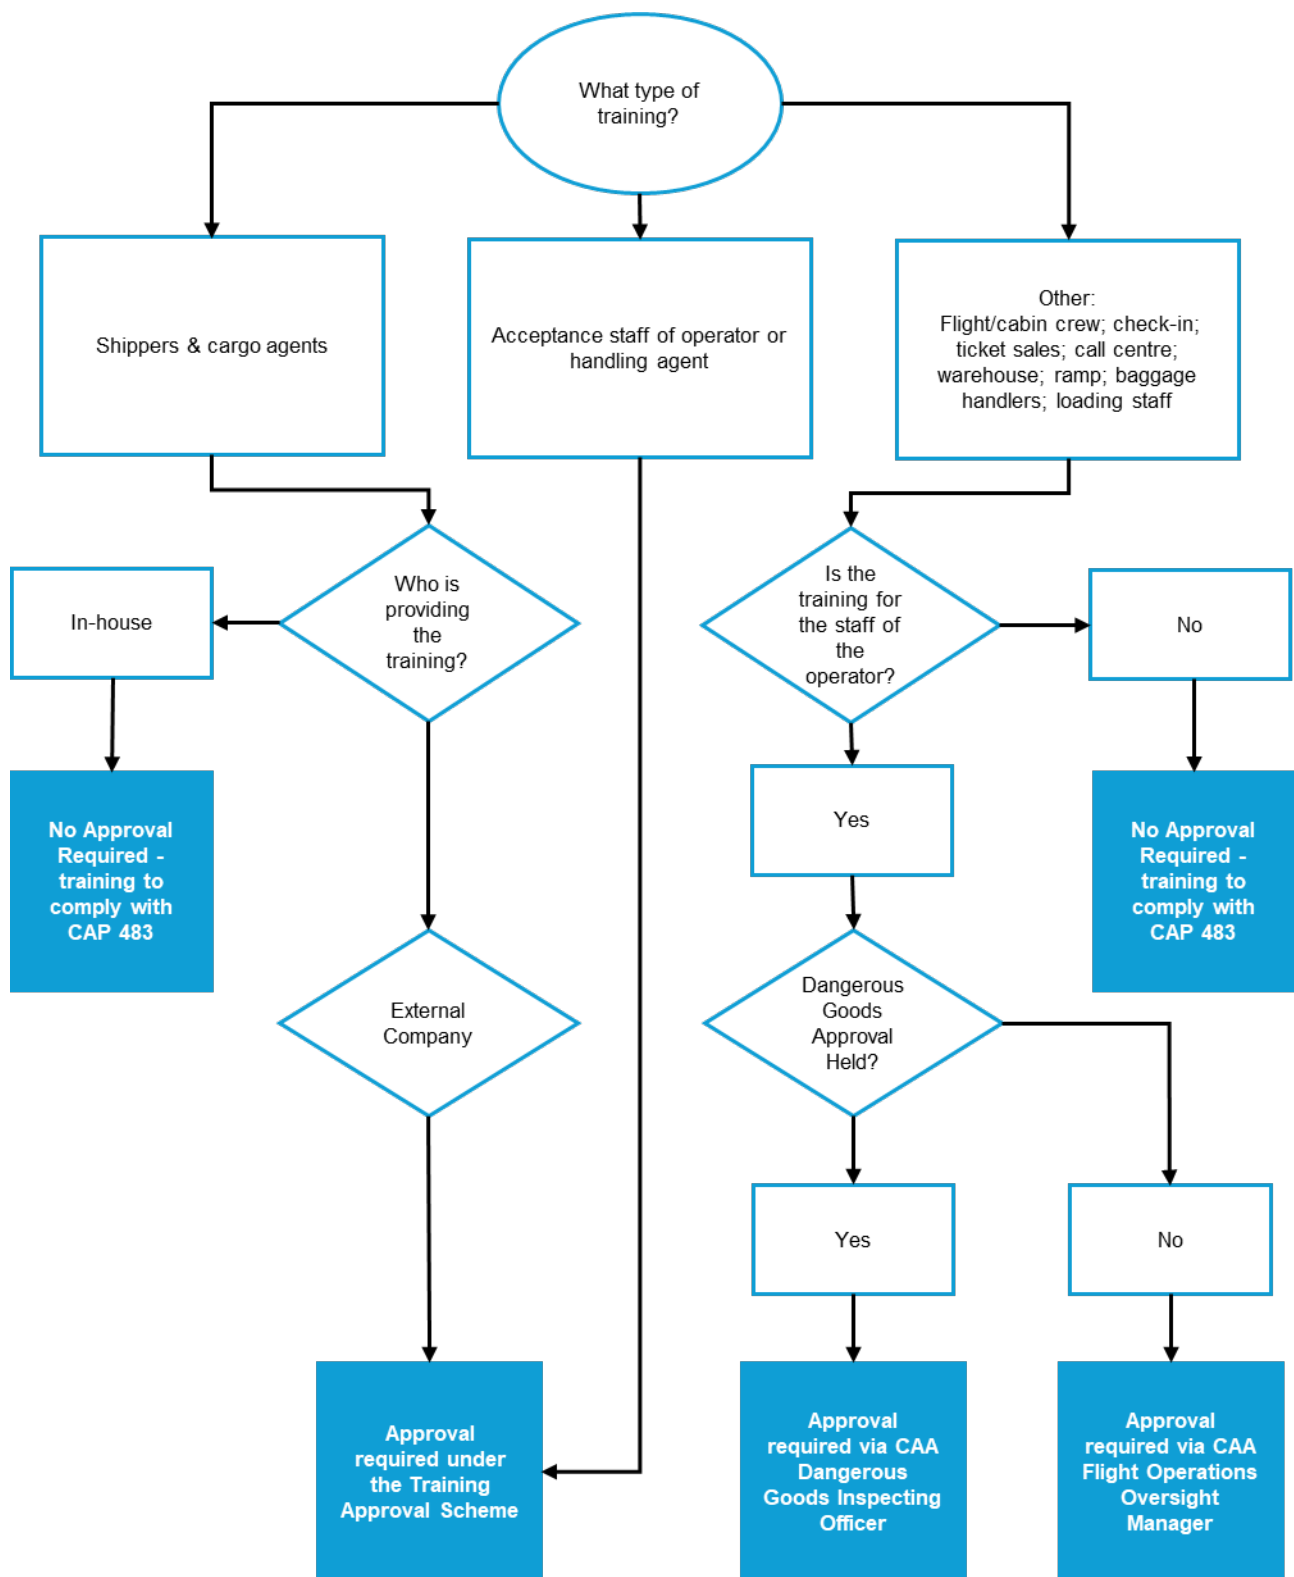 What type of
training?
Shippers & cargo agents
Acceptance staff of operator or
handling agent
Other:
Flight/cabin crew; check-in;
ticket sales; call centre;
warehouse; ramp; baggage
handlers; loading staff
In-house
Who is
providing
the
training?
Is the
training for
the staff of
the
operator?
No
No Approval
Required -
training to
comply with
CAP 483
Yes
No Approval
Required -
training to
comply with
CAP 483
External
Company
Dangerous
Goods
Approval
Held?
Yes
No
Approval
required under
the Training
Approval Scheme
Approval
required via CAA
Dangerous
Goods Inspecting
Officer
Approval
required via CAA
Flight Operations
Oversight
Manager